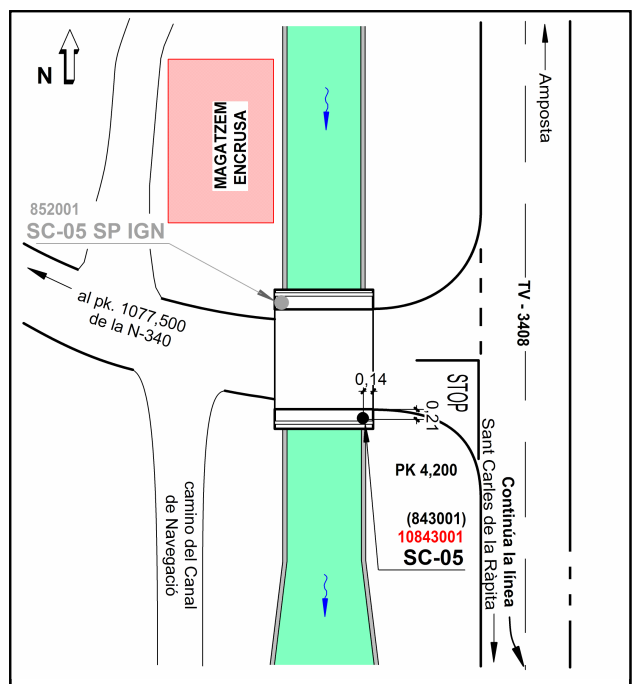 N
MAGATZEM
ENCRUSA
Amposta
852001
SC-05 SP IGN
al pk. 1077,500
de la N-340
TV - 3408
0,14
STOP
0,21
PK 4,200
(843001)
10843001
SC-05
camino del Canal
de Navegació
Sant Carles de la Ràpita
Continúa la línea